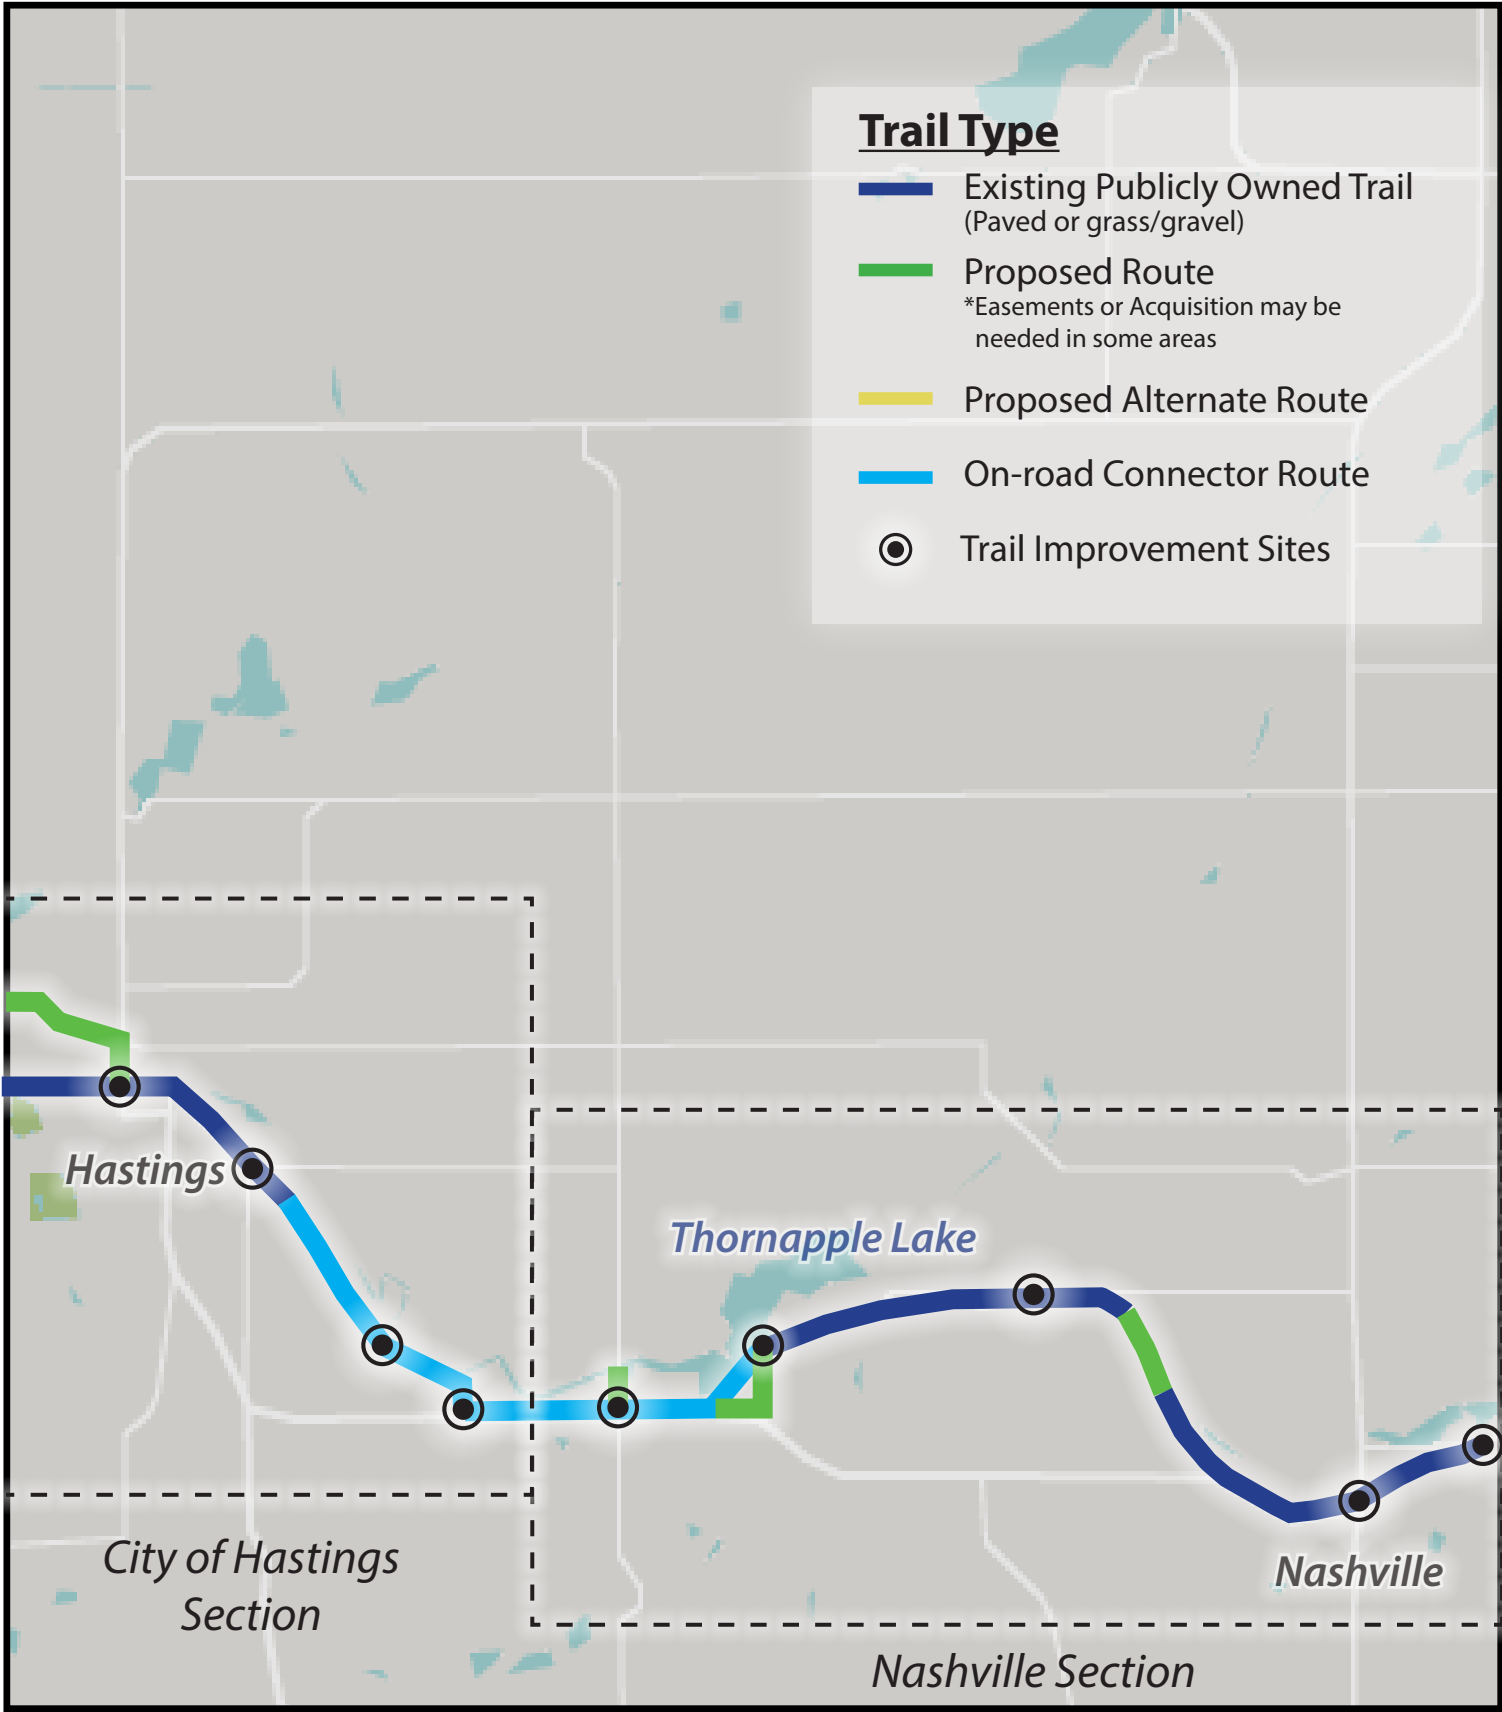 Trail Type
Existing Publicly Owned Trail
(Paved or grass/gravel)
Proposed Route
*Easements or Acquisition may be
needed in some areas
Proposed Alternate Route
On-road Connector Route
Trail Improvement Sites
Hastings
Thornapple Lake
Nashville
City of Hastings
Section
Nashville Section